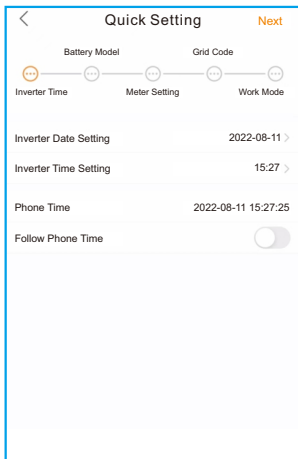 Quick Setting Next
Battery Model Grid Code
Inverter Time Meter Setting Work Mode
Inverter Date Setting 2022-08-11
Inverter Time Setting 15:27
Phone Time 2022-08-11 15:27:25
Follow Phone Time